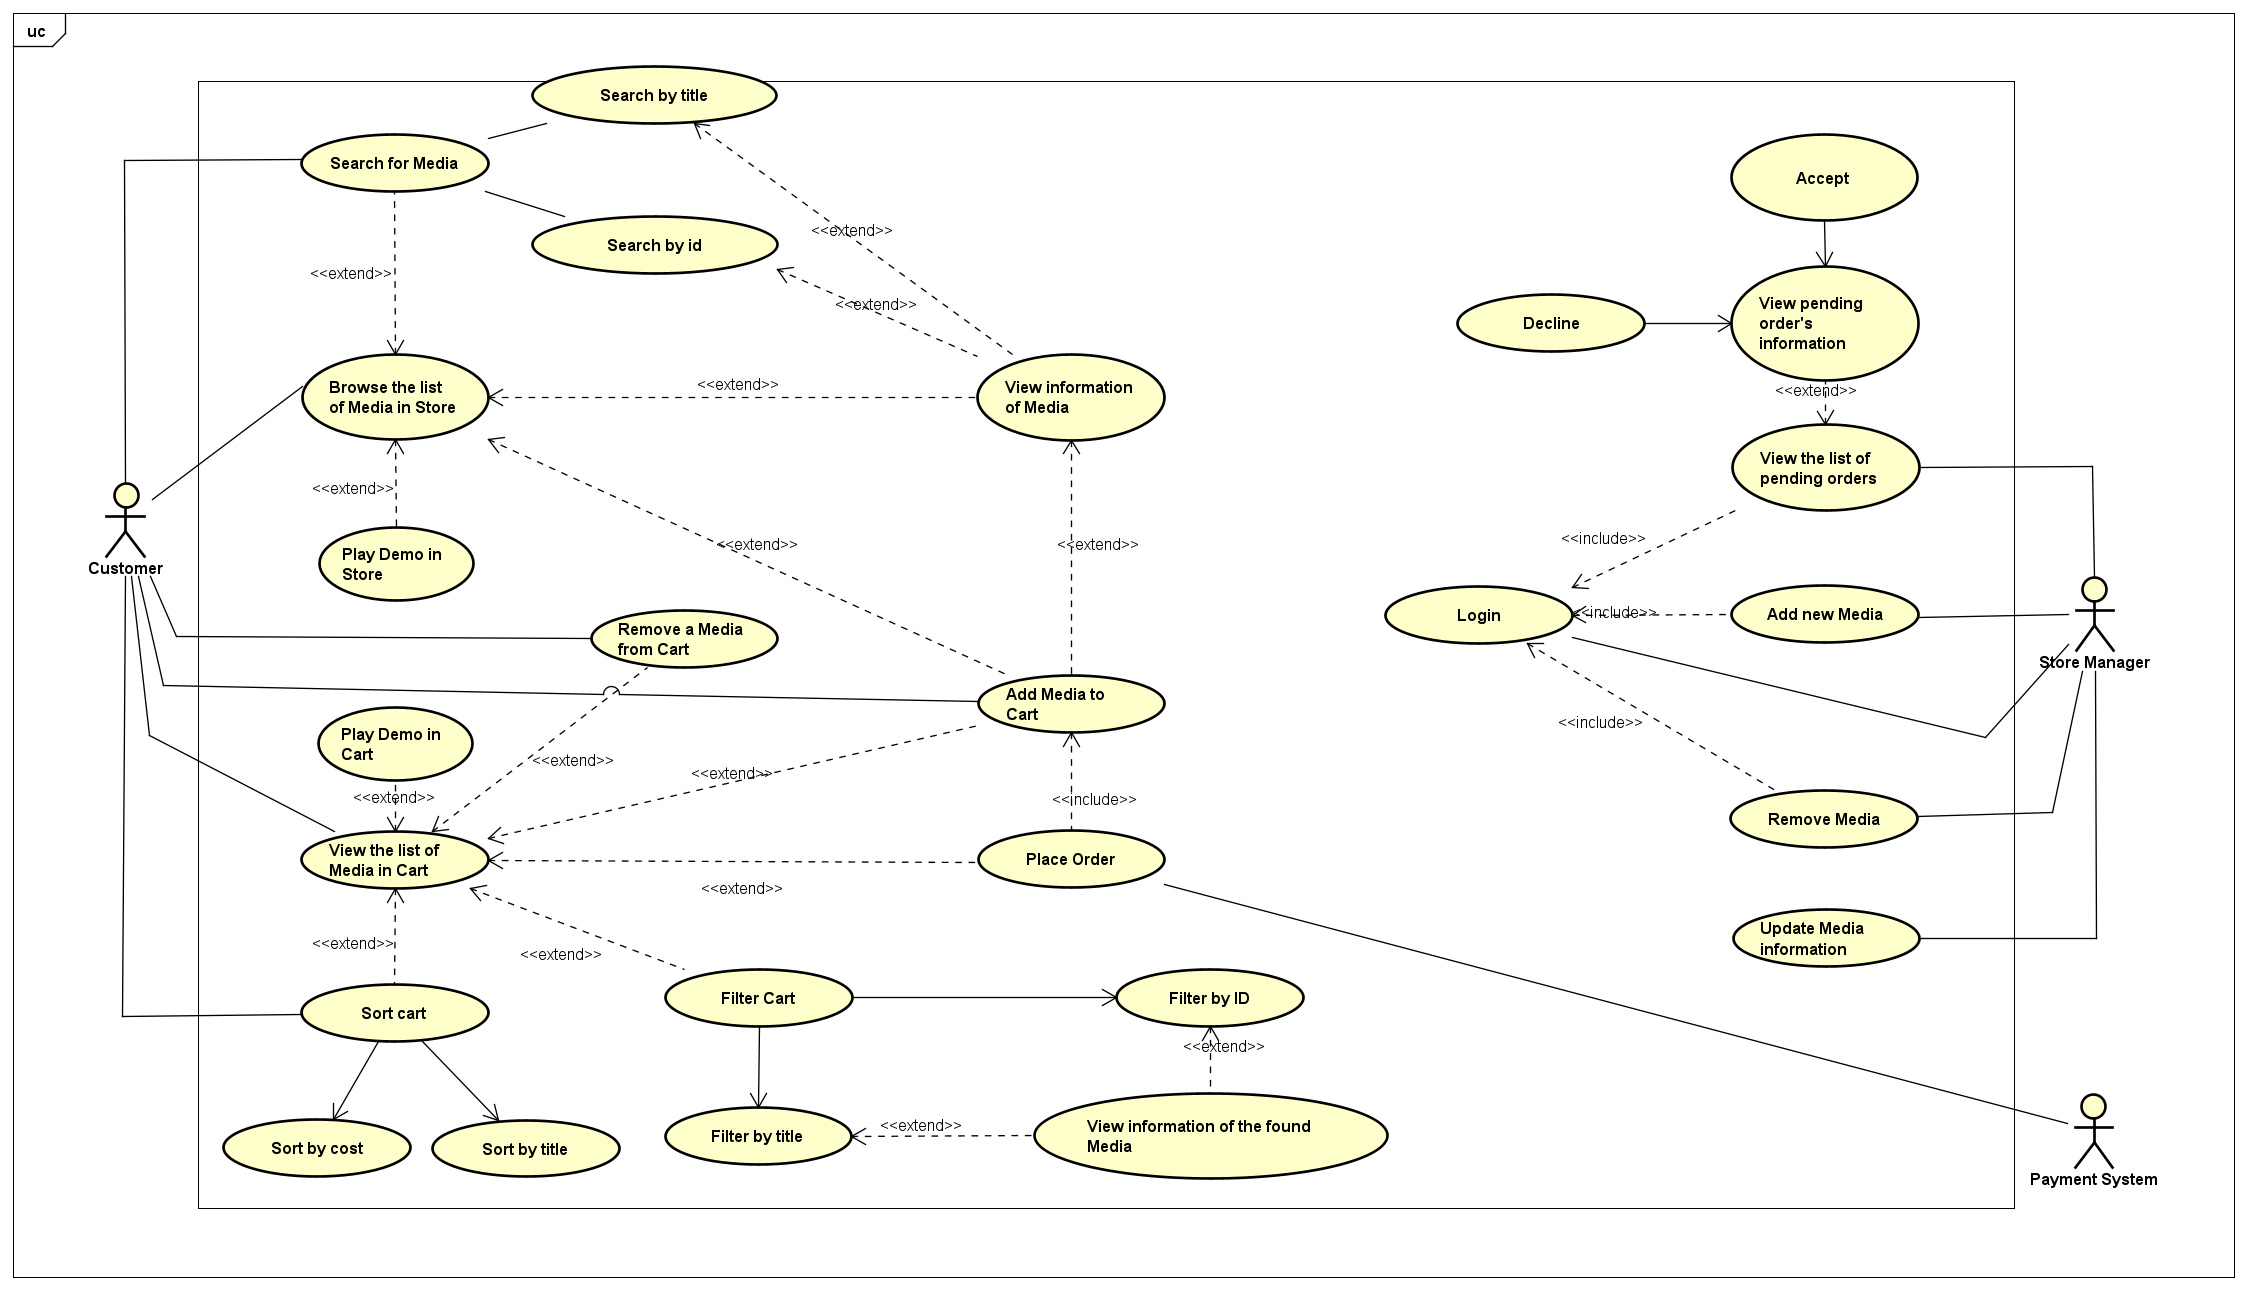 uc
Search by title
Search for Media
Accept
<<extend>>
Search by id
<<extend>>
<<extend>>
View pending
order's
information
Decline
Browse the list
of Media in Store
<<extend>>
View information
of Media
<<extend>>
View the list of
pending orders
<<extend>>
Customer
Play Demo in
Store
<<extend>>
<<extend>>
<<include>>
Login
<<include>>
Add new Media
Store Manager
Remove a Media
from Cart
Add Media to
Cart
<<include>>
Play Demo in
Cart
<<extend>>
<<extend>>
<<extend>>
<<include>>
Remove Media
View the list of
Media in Cart
Place Order
<<extend>>
Update Media
information
<<extend>>
<<extend>>
Sort cart
Filter Cart
Filter by ID
<<extend>>
Sort by cost
Sort by title
Filter by title
<<extend>>
View information of the found
Media
Payment System